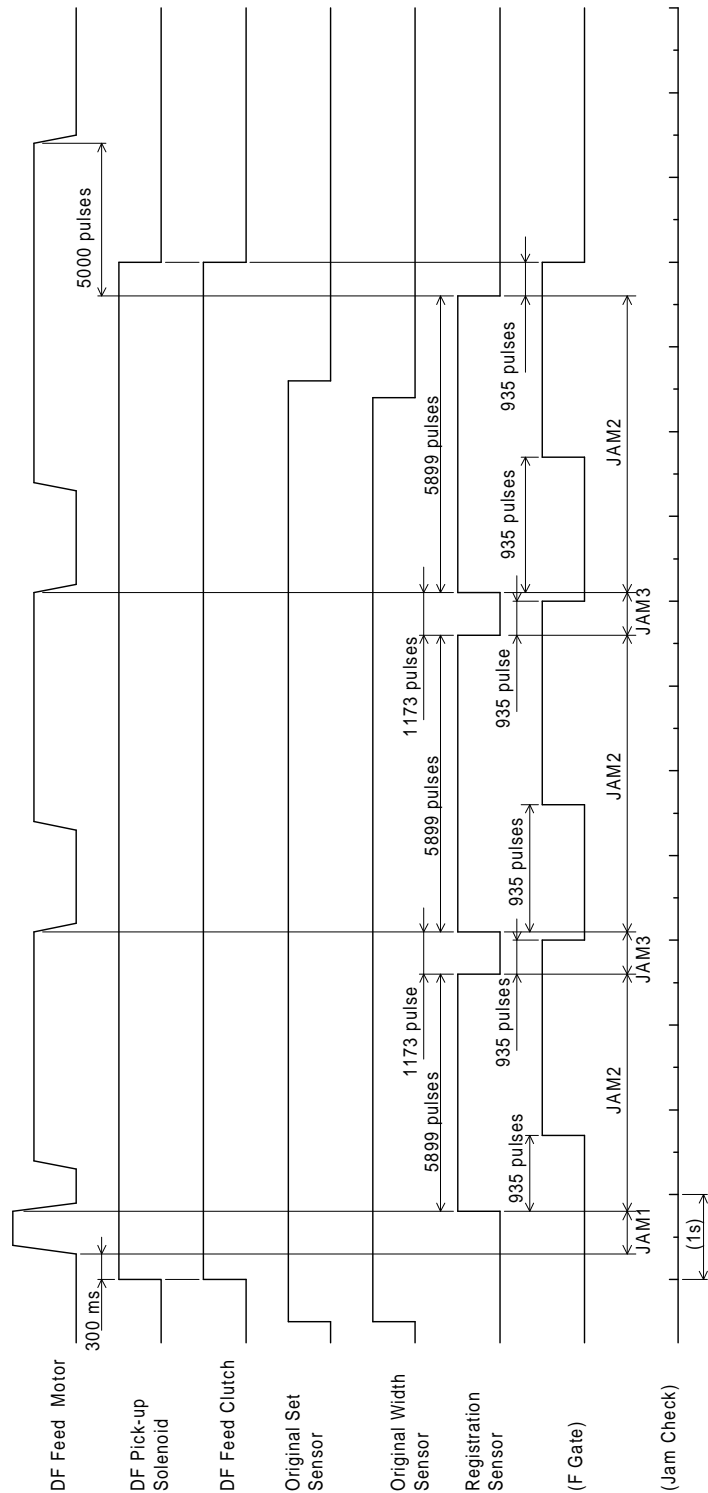 DF Feed Motor
300 ms
5000 pulses
DF Pick-up
Solenoid
DF Feed Clutch
Original Set
Sensor
Original Width
Sensor
1173 pulse
1173 pulses
5899 pulses
5899 pulses
5899 pulses
Registration
Sensor
935 pulses
935 pulse
935 pulses
935 pulses
935 pulses
935 pulses
(F Gate)
JAM1
JAM2
JAM3
JAM2
JAM3
JAM2
(Jam Check)
(1s)